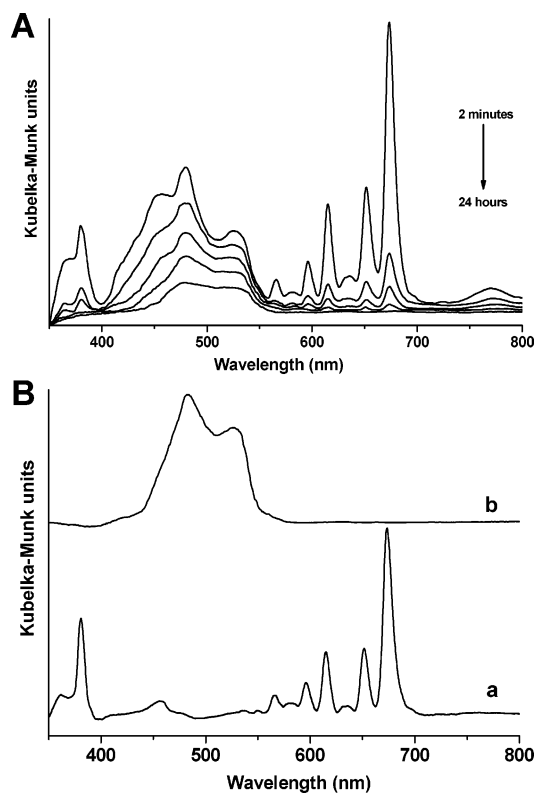 A
Kubelka-Munk units
2 minutes
24 hours
400 500 600 700 800
Wavelength (nm)
B
Kubelka-Munk units
b
a
400 500 600 700 800
Wavelength (nm)